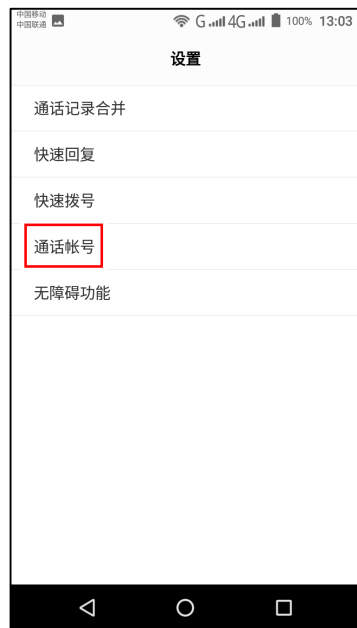 中国移动
中国联通
G 4G 100% 13:03
设置
通话记录合并
快速回复
快速拨号
通话帐号
无障碍功能